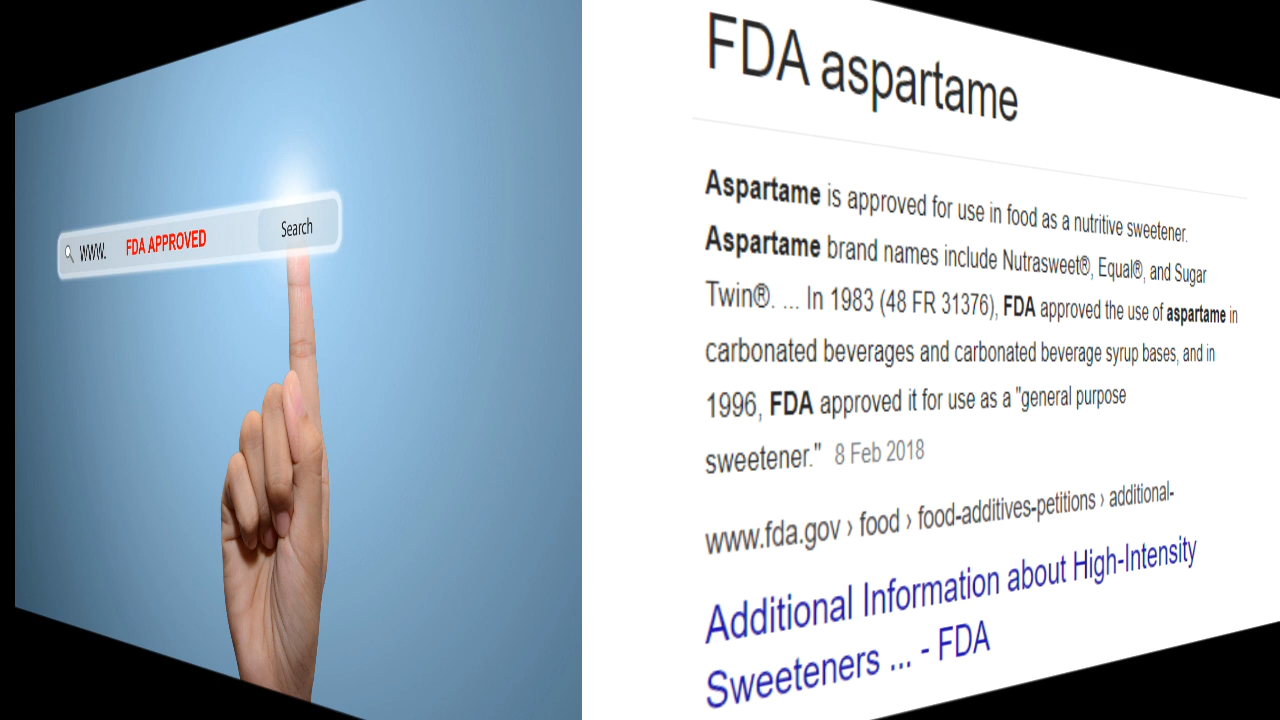 WWW. FDA APPROVED Search
FDA aspartame
Aspartame is approved for use in food as a nutritive sweetener.
Aspartame brand names include Nutrasweet®, Equal®, and Sugar
Twin®. ... In 1983 (48 FR 31376), FDA approved the use of aspartame in
carbonated beverages and carbonated beverage syrup bases, and in
1996, FDA approved it for use as a "general purpose
sweetener." 8 Feb 2018
www.fda.gov › food › food-additives-petitions › additional-
Additional Information about High-Intensity
Sweeteners ... - FDA